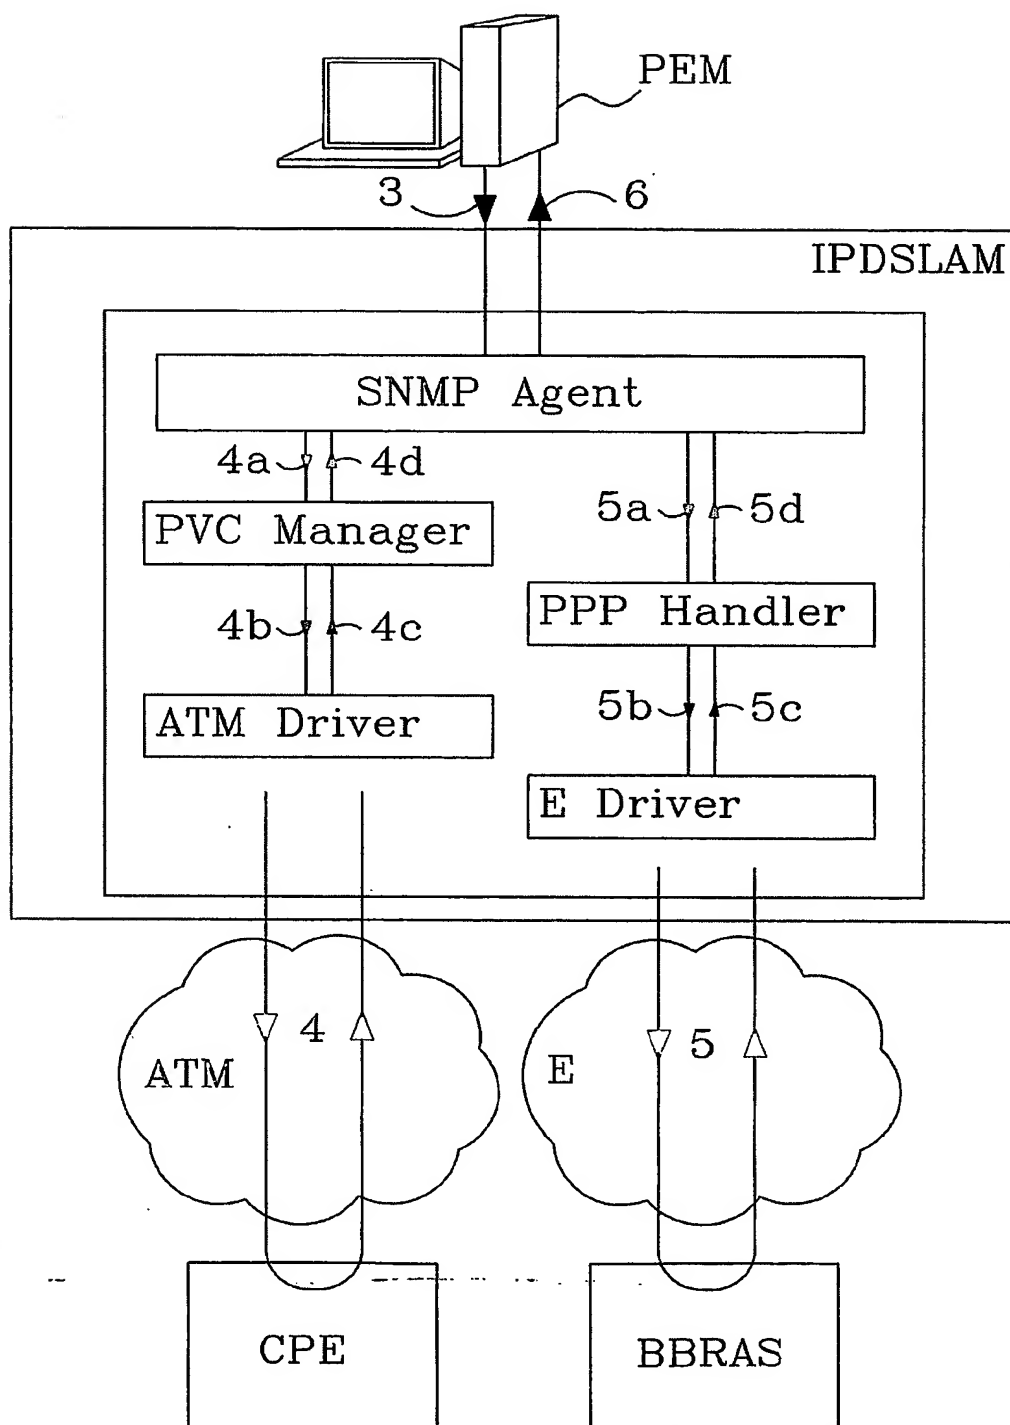 PEM
3
6
IPDSLAM
SNMP Agent
4a
4d
5a
5d
PVC Manager
PPP Handler
4b
4c
5b
5c
ATM Driver
E Driver
4
5
ATM
E
CPE
BBRAS